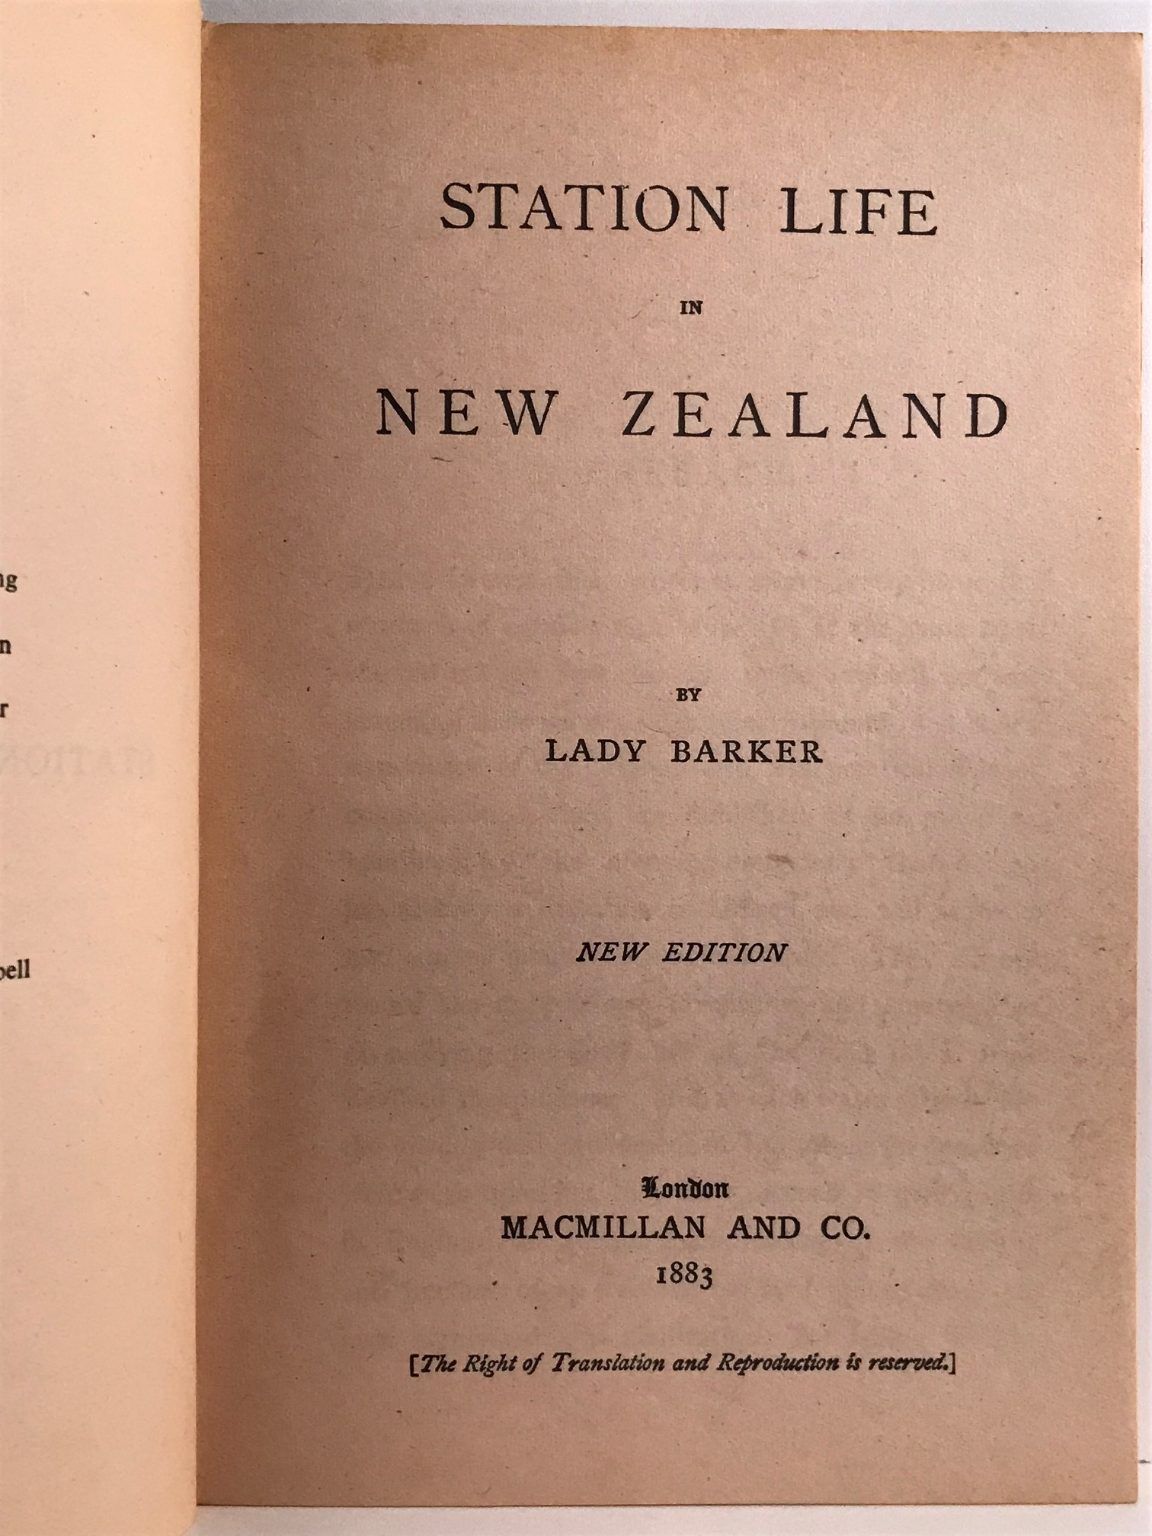 STATION LIFE
IN
NEW ZEALAND
BY
LADY BARKER
NEW EDITION
London
MACMILLAN AND CO.
1883
[The Right of Translation and Reproduction is reserved.]